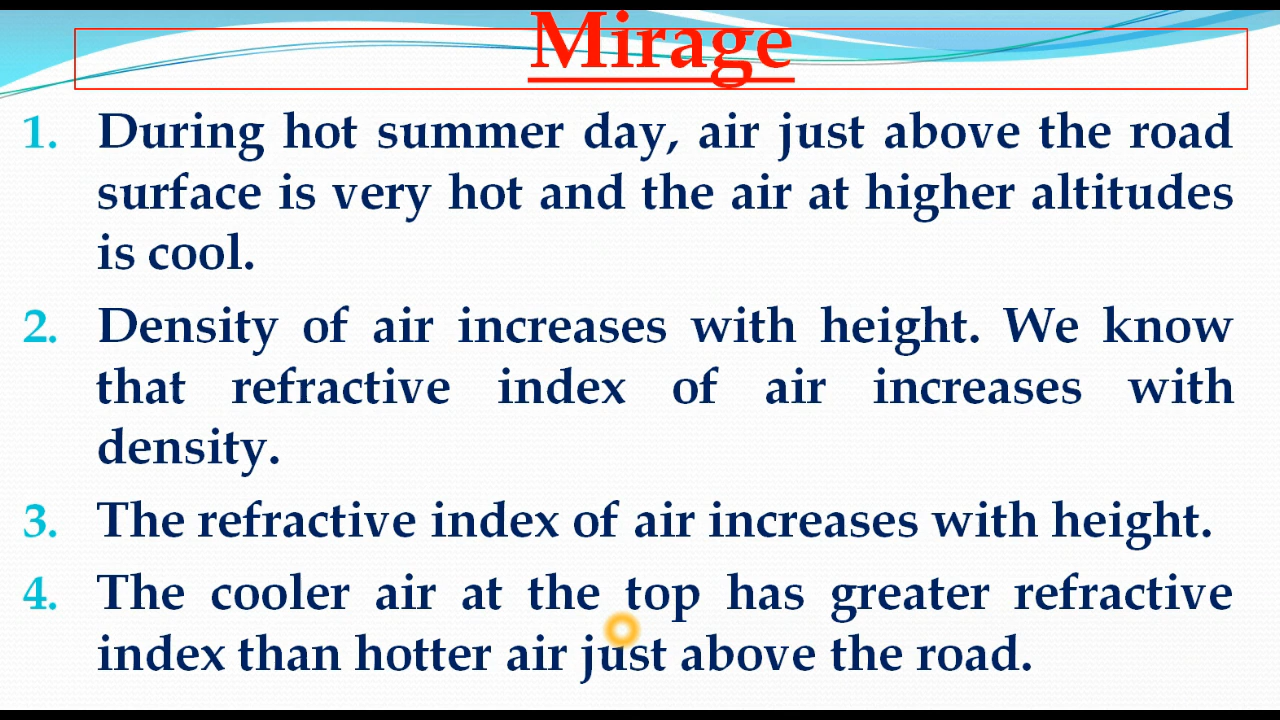 Mirage
1. During hot summer day, air just above the road
surface is very hot and the air at higher altitudes
is cool.
2. Density of air increases with height. We know
that refractive index of air increases with
density.
3. The refractive index of air increases with height.
4. The cooler air at the top has greater refractive
index than hotter air just above the road.